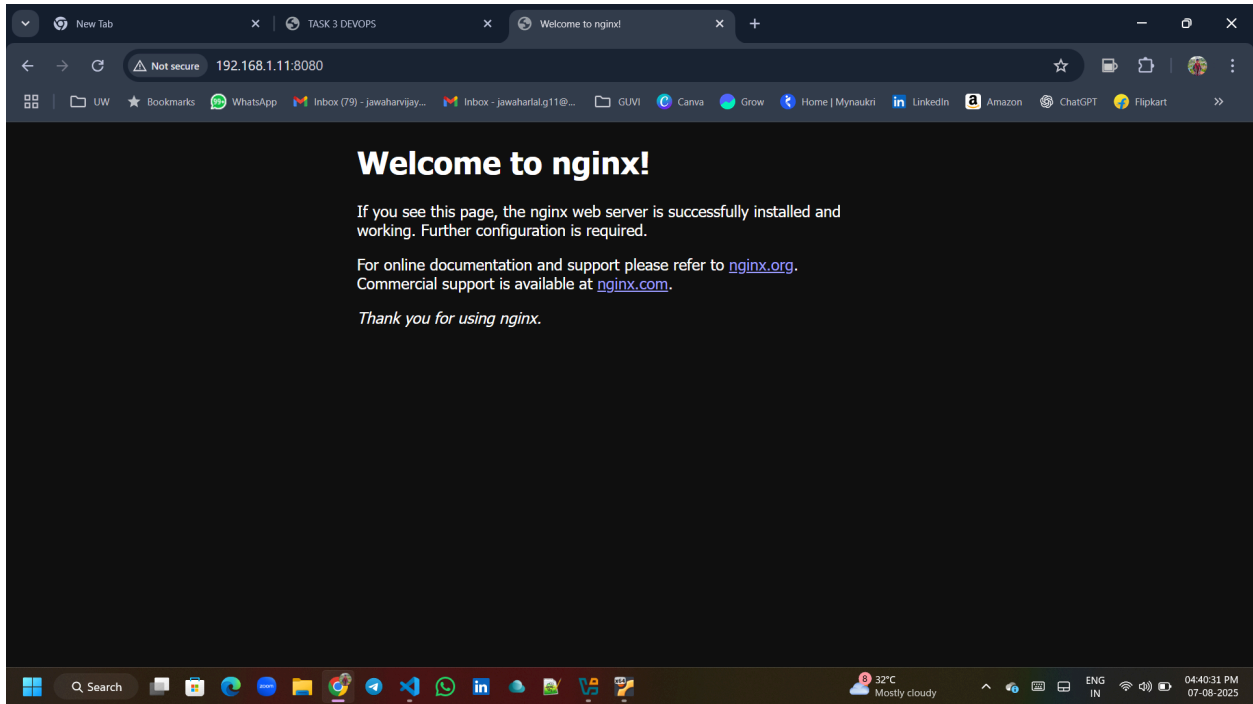 New Tab
TASK 3 DEVOPS
Welcome to nginx!
Not secure
192.168.1.11:8080
UW
Bookmarks
99+
WhatsApp
Inbox (79) - jawaharvijay...
Inbox - jawaharlal.g11@...
GUVI
Canva
Grow
Home | Mynaukri
LinkedIn
Amazon
ChatGPT
Flipkart
»
Welcome to nginx!
If you see this page, the nginx web server is successfully installed and
working. Further configuration is required.
For online documentation and support please refer to nginx.org.
Commercial support is available at nginx.com.
Thank you for using nginx.
Search
zoom
in
8
32°C
Mostly cloudy
ENG
IN
04:40:31 PM
07-08-2025